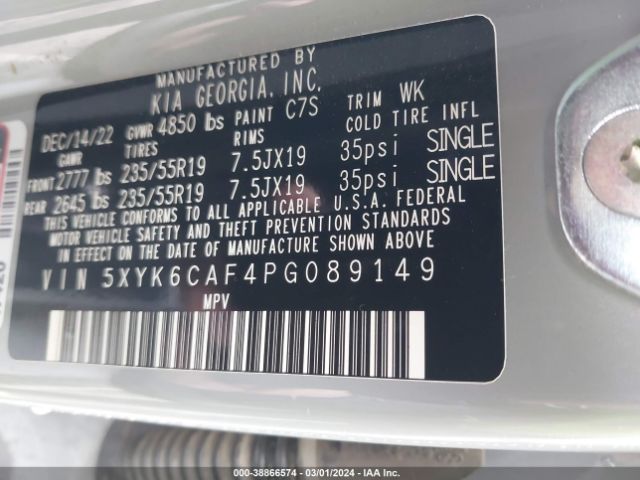 MANUFACTURED BY
KIA GEORGIA, INC.
DEC/14/22 GVWR 4850 lbs PAINT C7S TRIM WK
GAWR TIRES RIMS COLD TIRE INFL
FRONT 2777 lbs 235/55R19 7.5JX19 35psi SINGLE
REAR 2645 lbs 235/55R19 7.5JX19 35psi SINGLE
THIS VEHICLE CONFORMS TO ALL APPLICABLE U.S.FEDERAL
MOTOR VEHICLE SAFETY AND THEFT PREVENTION STANDARDS
IN EFFECT ON THE DATE OF MANUFACTURE SHOWN ABOVE.
VIN 5XYK6CAF4PG089149
MPV
000-38866574 - 03/01/2024 - IAAI.COM